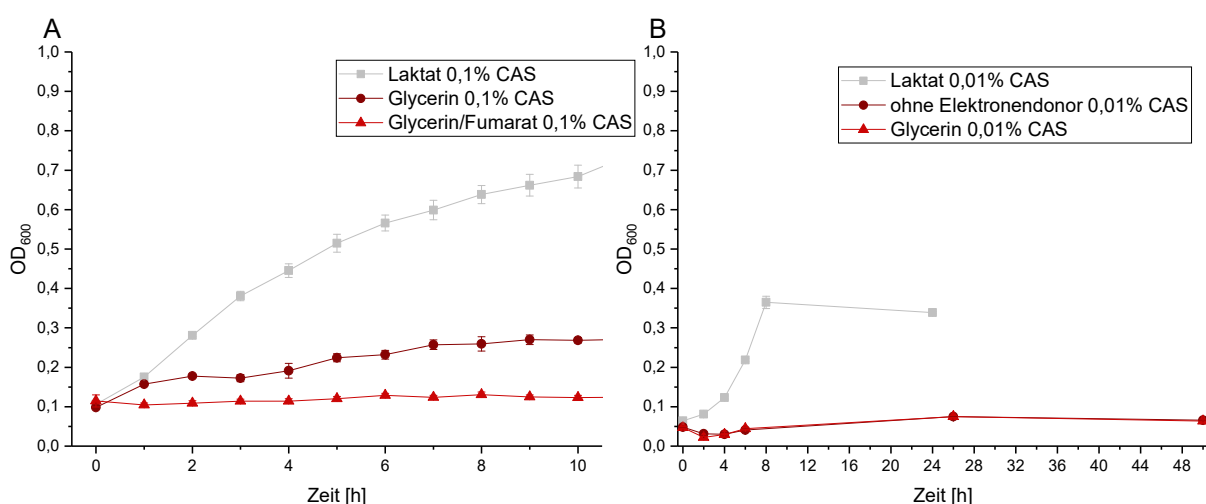 A
Laktat 0,1% CAS
Glycerin 0,1% CAS
Glycerin/Fumarat 0,1% CAS
1,0
0,9
0,8
0,7
0,6
0,5
0,4
0,3
0,2
0,1
0,0
OD600
0 2 4 6 8 10
Zeit [h]
B
Laktat 0,01% CAS
ohne Elektronendonor 0,01% CAS
Glycerin 0,01% CAS
1,0
0,9
0,8
0,7
0,6
0,5
0,4
0,3
0,2
0,1
0,0
OD600
0 4 8 12 16 20 24 28 32 36 40 44 48
Zeit [h]